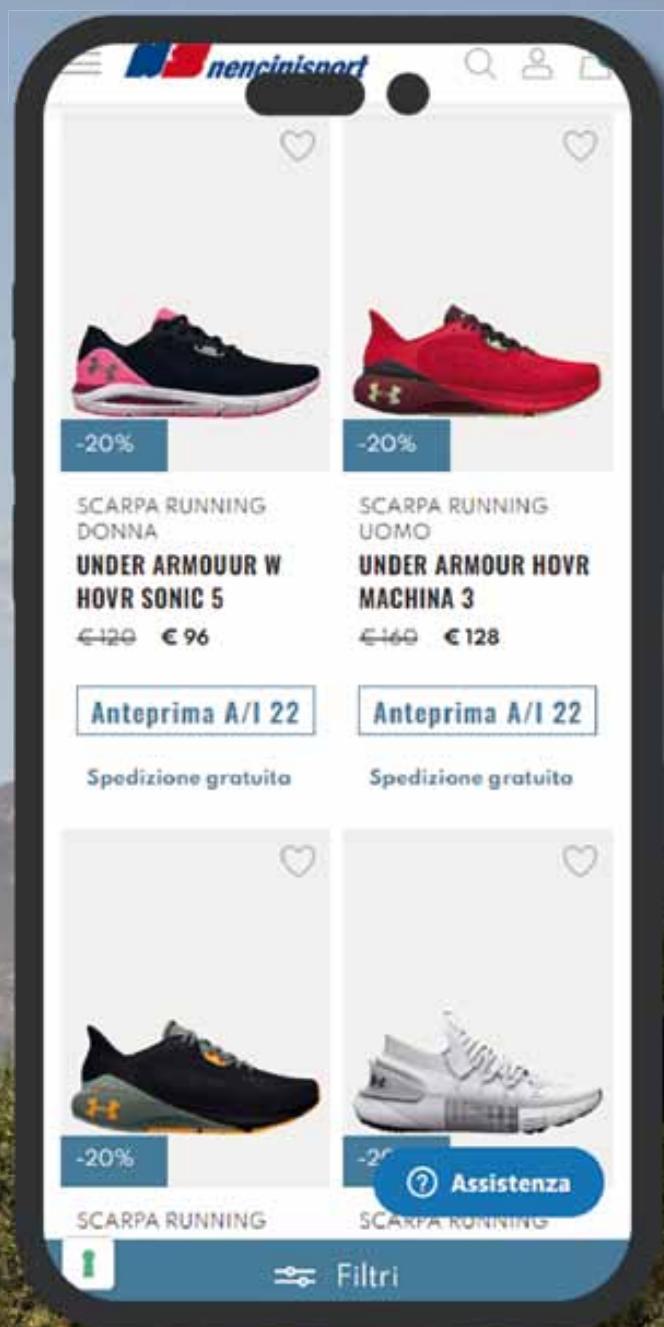 nencinisport
-20%
-20%
SCARPA RUNNING
DONNA
UNDER ARMOUUR W
HOVR SONIC 5
€ 120 € 96
Anteprima A/I 22
Spedizione gratuita
SCARPA RUNNING
UOMO
UNDER ARMOUR HOVR
MACHINA 3
€ 160 € 128
Anteprima A/I 22
Spedizione gratuita
-20%
Assistenza
SCARPA RUNNING
SCARPA RUNNING
Filtri